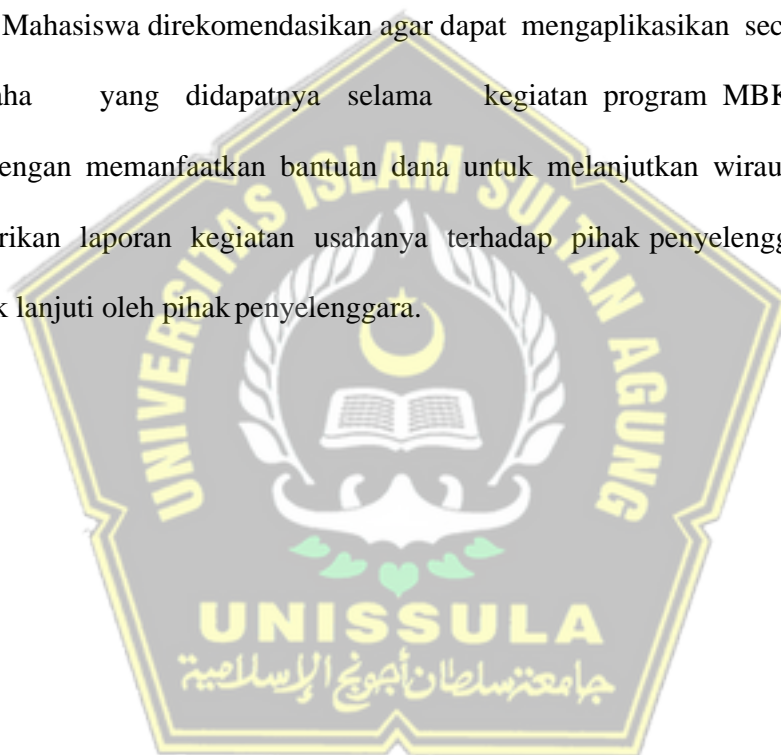 Mahasiswa direkomendasikan agar dapat mengaplikasikan sec
aha yang didapatnya selama kegiatan program MBK
engan memanfaatkan bantuan dana untuk melanjutkan wirau
rikan laporan kegiatan usahanya terhadap pihak penyelengg
k lanjuti oleh pihak penyelenggara.
UNIVERSITAS ISLAM SULTAN AGUNG
UNISSULA
جامعتنسلطان أجونج الإسلامية